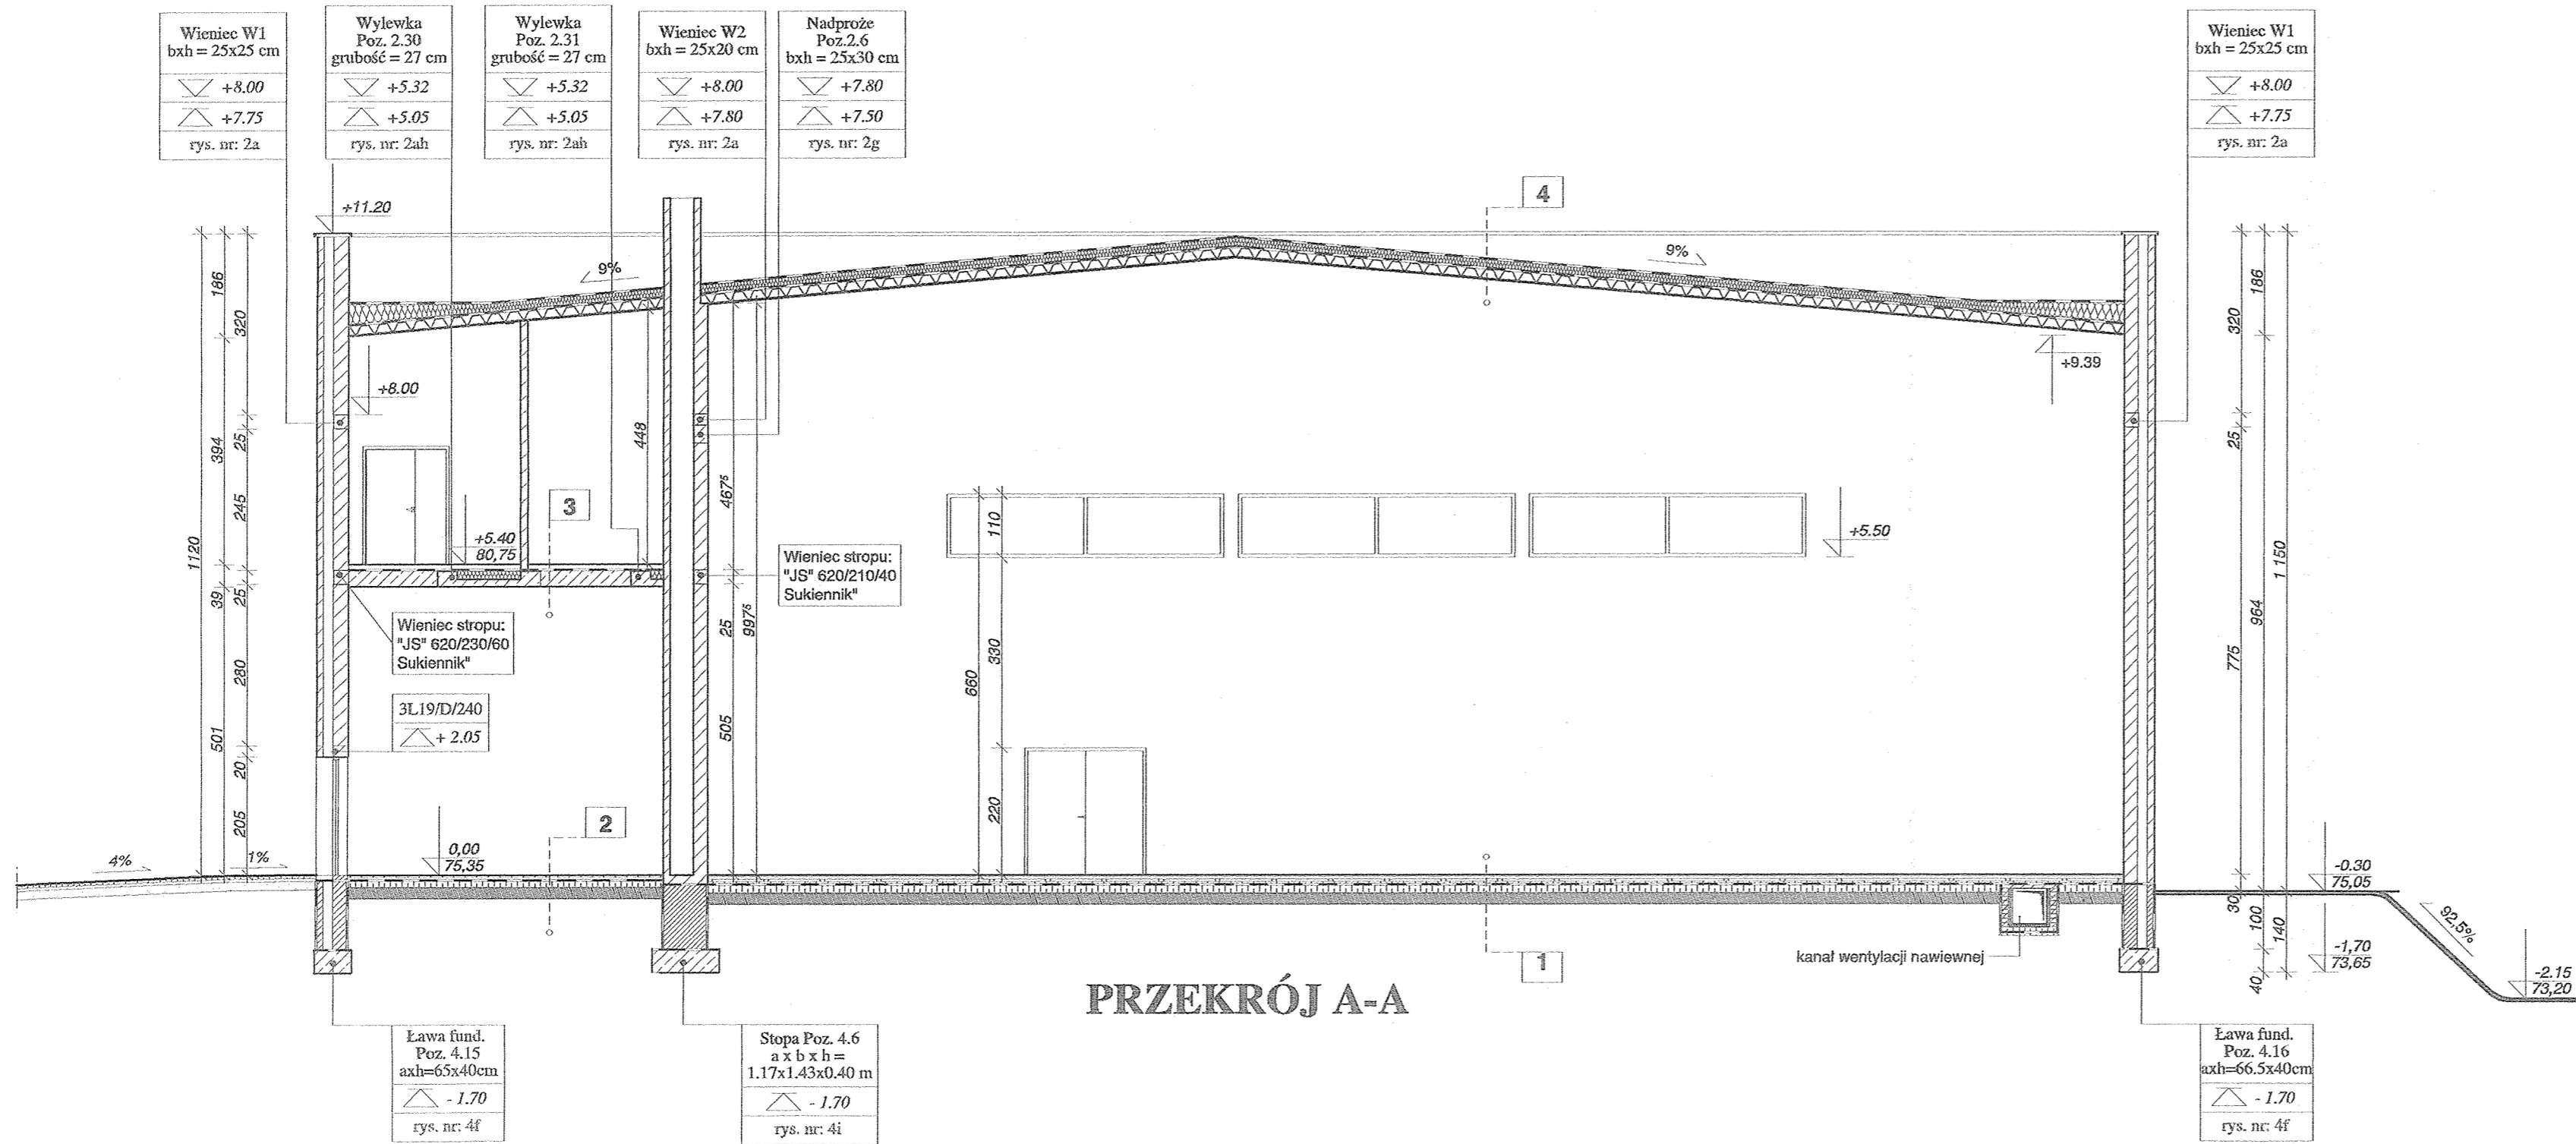 Wieniec W1
bxh = 25x25 cm
+8.00
+7.75
rys. nr: 2a
Wylewka
Poz. 2.30
grubość = 27 cm
+5.32
+5.05
rys. nr: 2ah
Wylewka
Poz. 2.31
grubość = 27 cm
+5.32
+5.05
rys. nr: 2ah
Wieniec W2
bxh = 25x20 cm
+8.00
+7.80
rys. nr: 2a
Nadproże
Poz.2.6
bxh = 25x30 cm
+7.80
+7.50
rys. nr: 2g
Wieniec W1
bxh = 25x25 cm
+8.00
+7.75
rys. nr: 2a
+11.20
4
9%
9%
186
320
1120
394
25
245
39
25
280
501
20
205
+8.00
448
3
+5.40
80,75
467⁵
25
997⁵
505
Wieniec stropu:
"JS" 620/210/40
Sukiennik"
Wieniec stropu:
"JS" 620/230/60
Sukiennik"
3L19/D/240
+ 2.05
110
660
330
220
+5.50
+9.39
186
320
25
1 150
964
775
30
100
140
40
4%
1%
0,00
75,35
2
1
kanał wentylacji nawiewnej
-0.30
75,05
-1,70
73,65
92,5%
-2.15
73,20
PRZEKRÓJ A-A
Ława fund.
Poz. 4.15
axh=65x40cm
- 1.70
rys. nr: 4f
Stopa Poz. 4.6
a x b x h =
1.17x1.43x0.40 m
- 1.70
rys. nr: 4i
Ława fund.
Poz. 4.16
axh=66.5x40cm
- 1.70
rys. nr: 4f